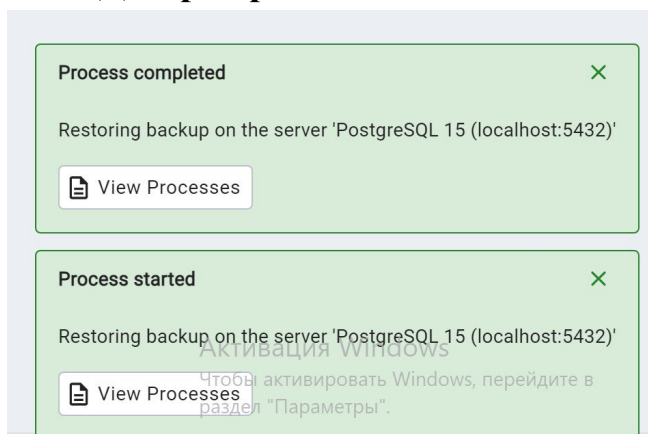 Process completed
Restoring backup on the server 'PostgreSQL 15 (localhost:5432)'
View Processes
Process started
Restoring backup on the server 'PostgreSQL 15 (localhost:5432)'
Активация Windows
Чтобы активировать Windows, перейдите в
View Processes
раздел "Параметры".